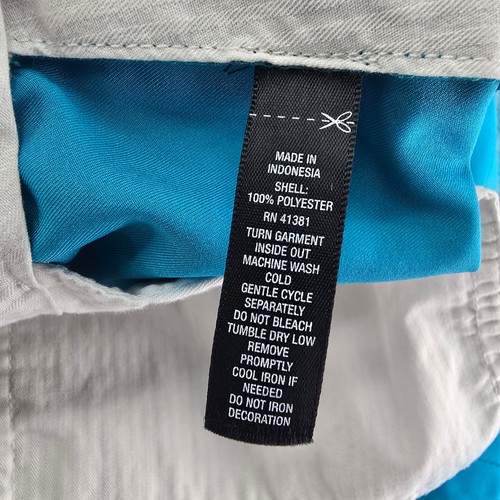 MADE IN
INDONESIA
SHELL:
100% POLYESTER
RN 41381
TURN GARMENT
INSIDE OUT
MACHINE WASH
COLD
GENTLE CYCLE
SEPARATELY
DO NOT BLEACH
TUMBLE DRY LOW
REMOVE
PROMPTLY
COOL IRON IF
NEEDED
DO NOT IRON
DECORATION